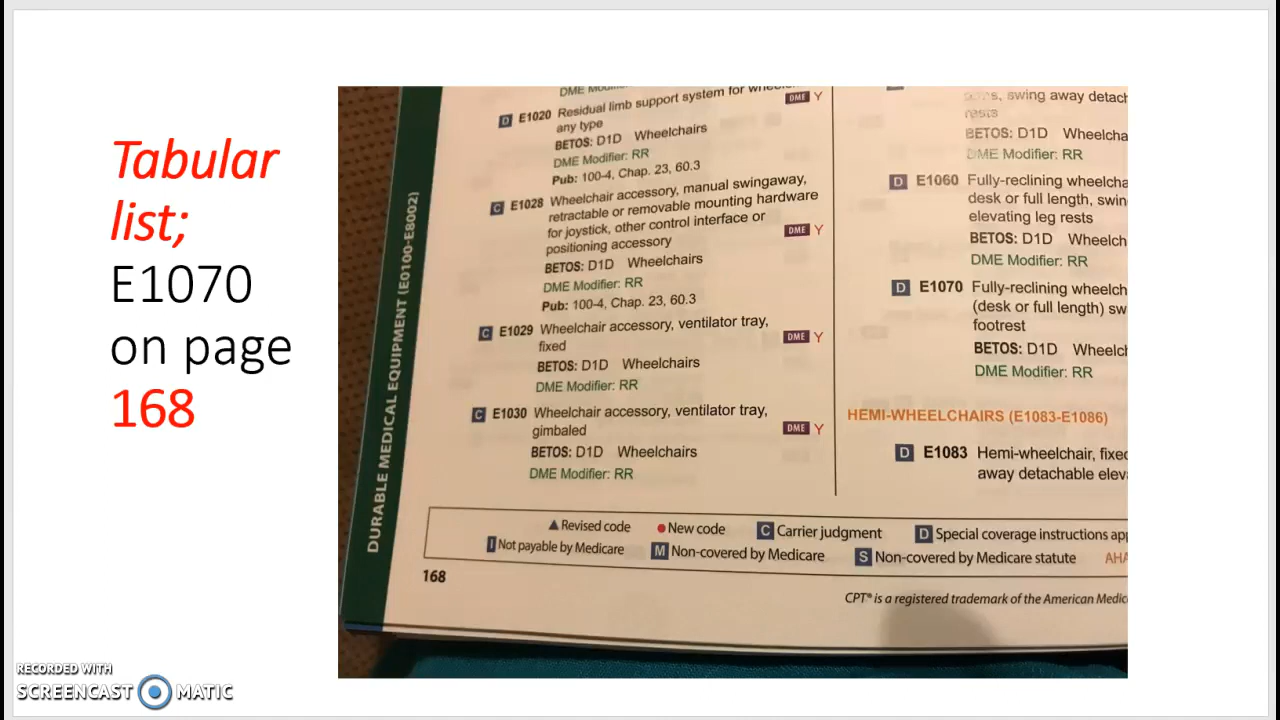 Tabular
list;
E1070
on page
168
DURABLE MEDICAL EQUIPMENT (E0100-E8002)
DME
D E1020 Residual limb support system for DME Y
any type
BETOS: D1D Wheelchairs
DME Modifier: RR
Pub: 100-4, Chap. 23, 60.3
C E1028 Wheelchair accessory, manual swingaway,
retractable or removable mounting hardware
for joystick, other control interface or DME Y
positioning accessory
BETOS: D1D Wheelchairs
DME Modifier: RR
Pub: 100-4, Chap. 23, 60.3
C E1029 Wheelchair accessory, ventilator tray,
fixed DME Y
BETOS: D1D Wheelchairs
DME Modifier: RR
C E1030 Wheelchair accessory, ventilator tray,
gimbaled DME Y
BETOS: D1D Wheelchairs
DME Modifier: RR
swing away detach
rests
BETOS: D1D Wheelcha
DME Modifier: RR
D E1060 Fully-reclining wheelcha
desk or full length, swin
elevating leg rests
BETOS: D1D Wheelch
DME Modifier: RR
D E1070 Fully-reclining wheelch
(desk or full length) sw
footrest
BETOS: D1D Wheelc
DME Modifier: RR
HEMI-WHEELCHAIRS (E1083-E1086)
D E1083 Hemi-wheelchair, fixe
away detachable elev
Revised code New code C Carrier judgment D Special coverage instructions app
I Not payable by Medicare M Non-covered by Medicare S Non-covered by Medicare statute AHA
168
CPT® is a registered trademark of the American Medic
RECORDED WITH
SCREENCAST MATIC